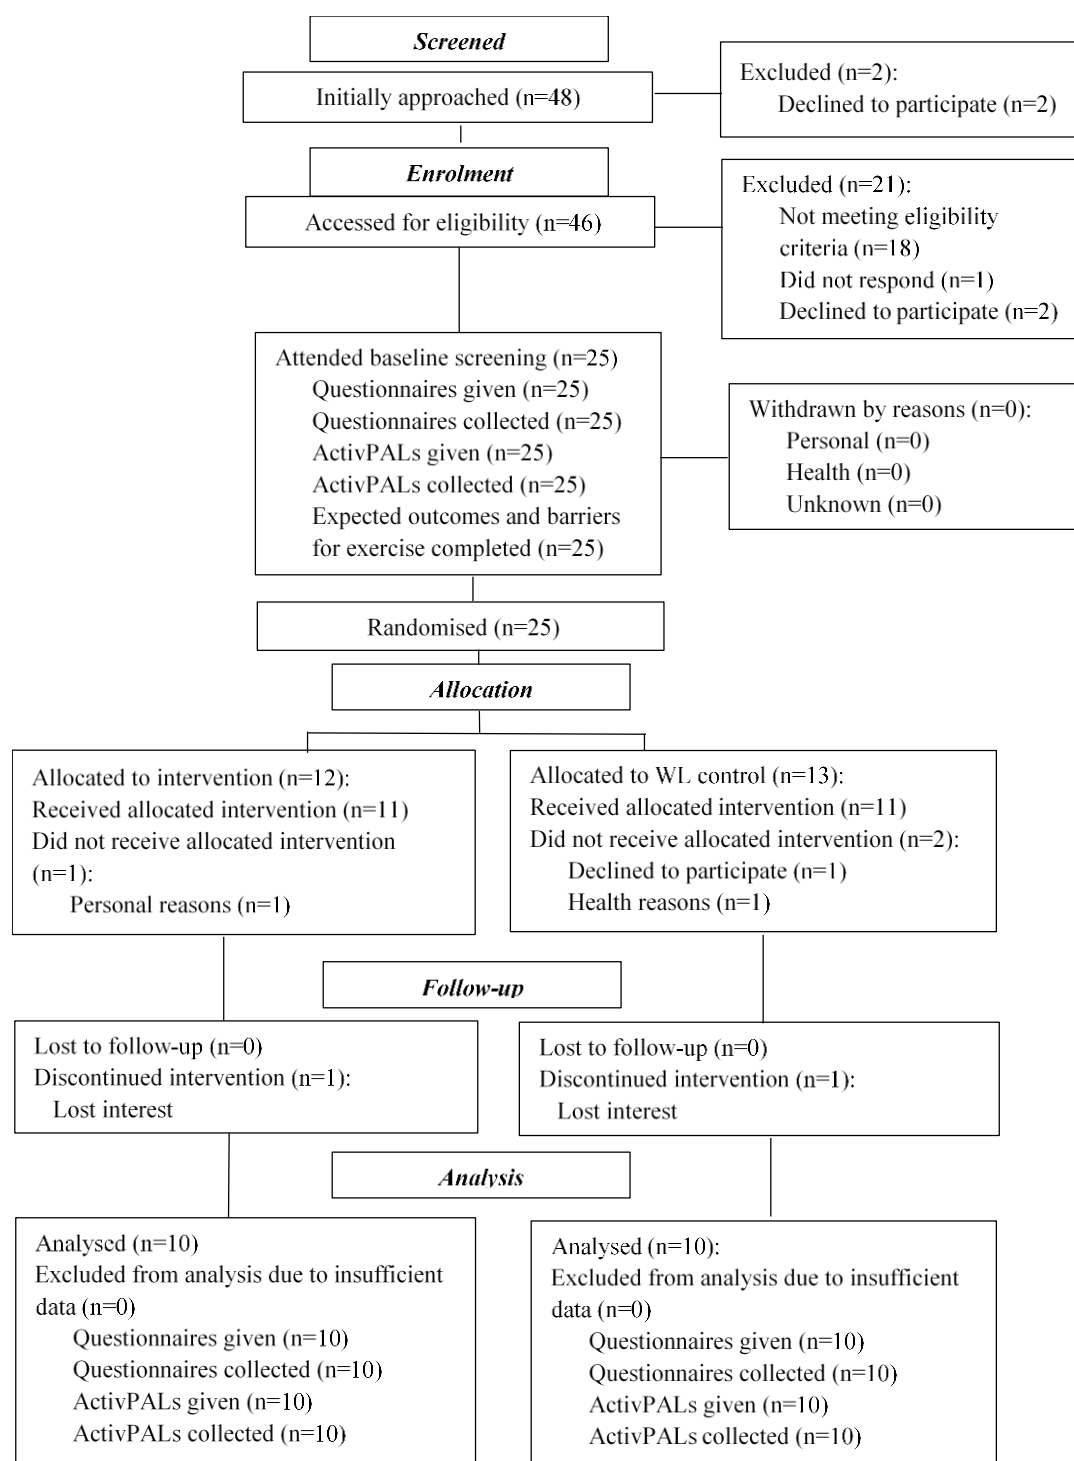 Screened
Initially approached (n=48)
Excluded (n=2):
Declined to participate (n=2)
Enrolment
Accessed for eligibility (n=46)
Excluded (n=21):
Not meeting eligibility
criteria (n=18)
Did not respond (n=1)
Declined to participate (n=2)
Attended baseline screening (n=25)
Questionnaires given (n=25)
Questionnaires collected (n=25)
ActivPALs given (n=25)
ActivPALs collected (n=25)
Expected outcomes and barriers
for exercise completed (n=25)
Withdrawn by reasons (n=0):
Personal (n=0)
Health (n=0)
Unknown (n=0)
Randomised (n=25)
Allocation
Allocated to intervention (n=12):
Received allocated intervention (n=11)
Did not receive allocated intervention
(n=1):
Personal reasons (n=1)
Allocated to WL control (n=13):
Received allocated intervention (n=11)
Did not receive allocated intervention (n=2):
Declined to participate (n=1)
Health reasons (n=1)
Follow-up
Lost to follow-up (n=0)
Discontinued intervention (n=1):
Lost interest
Lost to follow-up (n=0)
Discontinued intervention (n=1):
Lost interest
Analysis
Analysed (n=10)
Excluded from analysis due to insufficient
data (n=0)
Questionnaires given (n=10)
Questionnaires collected (n=10)
ActivPALs given (n=10)
ActivPALs collected (n=10)
Analysed (n=10):
Excluded from analysis due to insufficient
data (n=0)
Questionnaires given (n=10)
Questionnaires collected (n=10)
ActivPALs given (n=10)
ActivPALs collected (n=10)